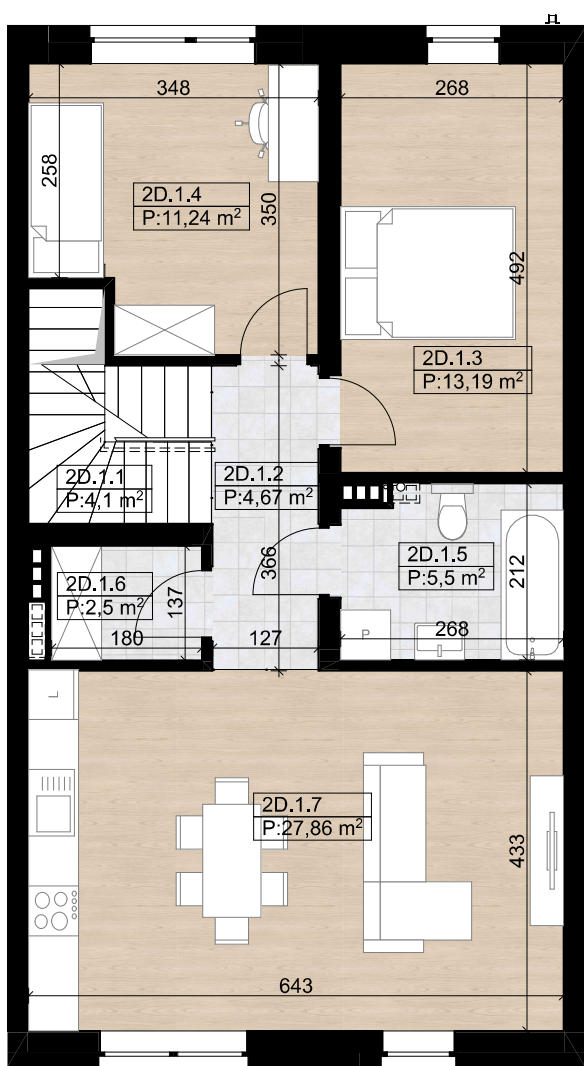 348
268
258
2D.1.4
P:11,24 m²
350
492
2D.1.3
P:13,19 m²
2D.1.1
P:4,1 m²
2D.1.2
P:4,67 m²
366
2D.1.5
P:5,5 m²
212
2D.1.6
P:2,5 m²
137
180
127
P
268
L
2D.1.7
P:27,86 m²
433
643